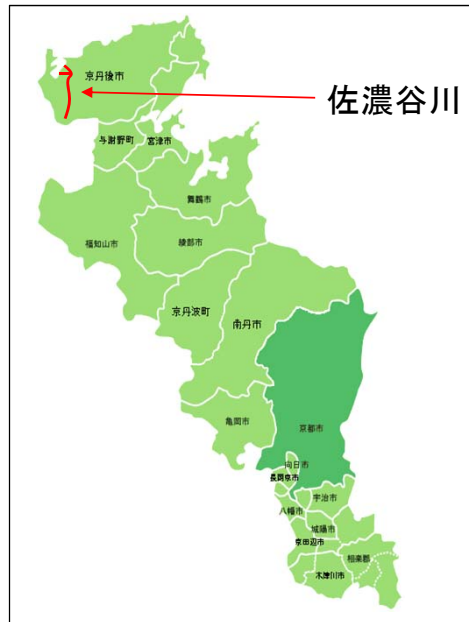 京丹後市
佐濃谷川
与謝野町
宮津市
舞鶴市
福知山市
綾部市
京丹波町
南丹市
亀岡市
京都市
向日市
長岡京市
宇治市
八幡市
城陽市
京田辺市
相楽郡
木津川市